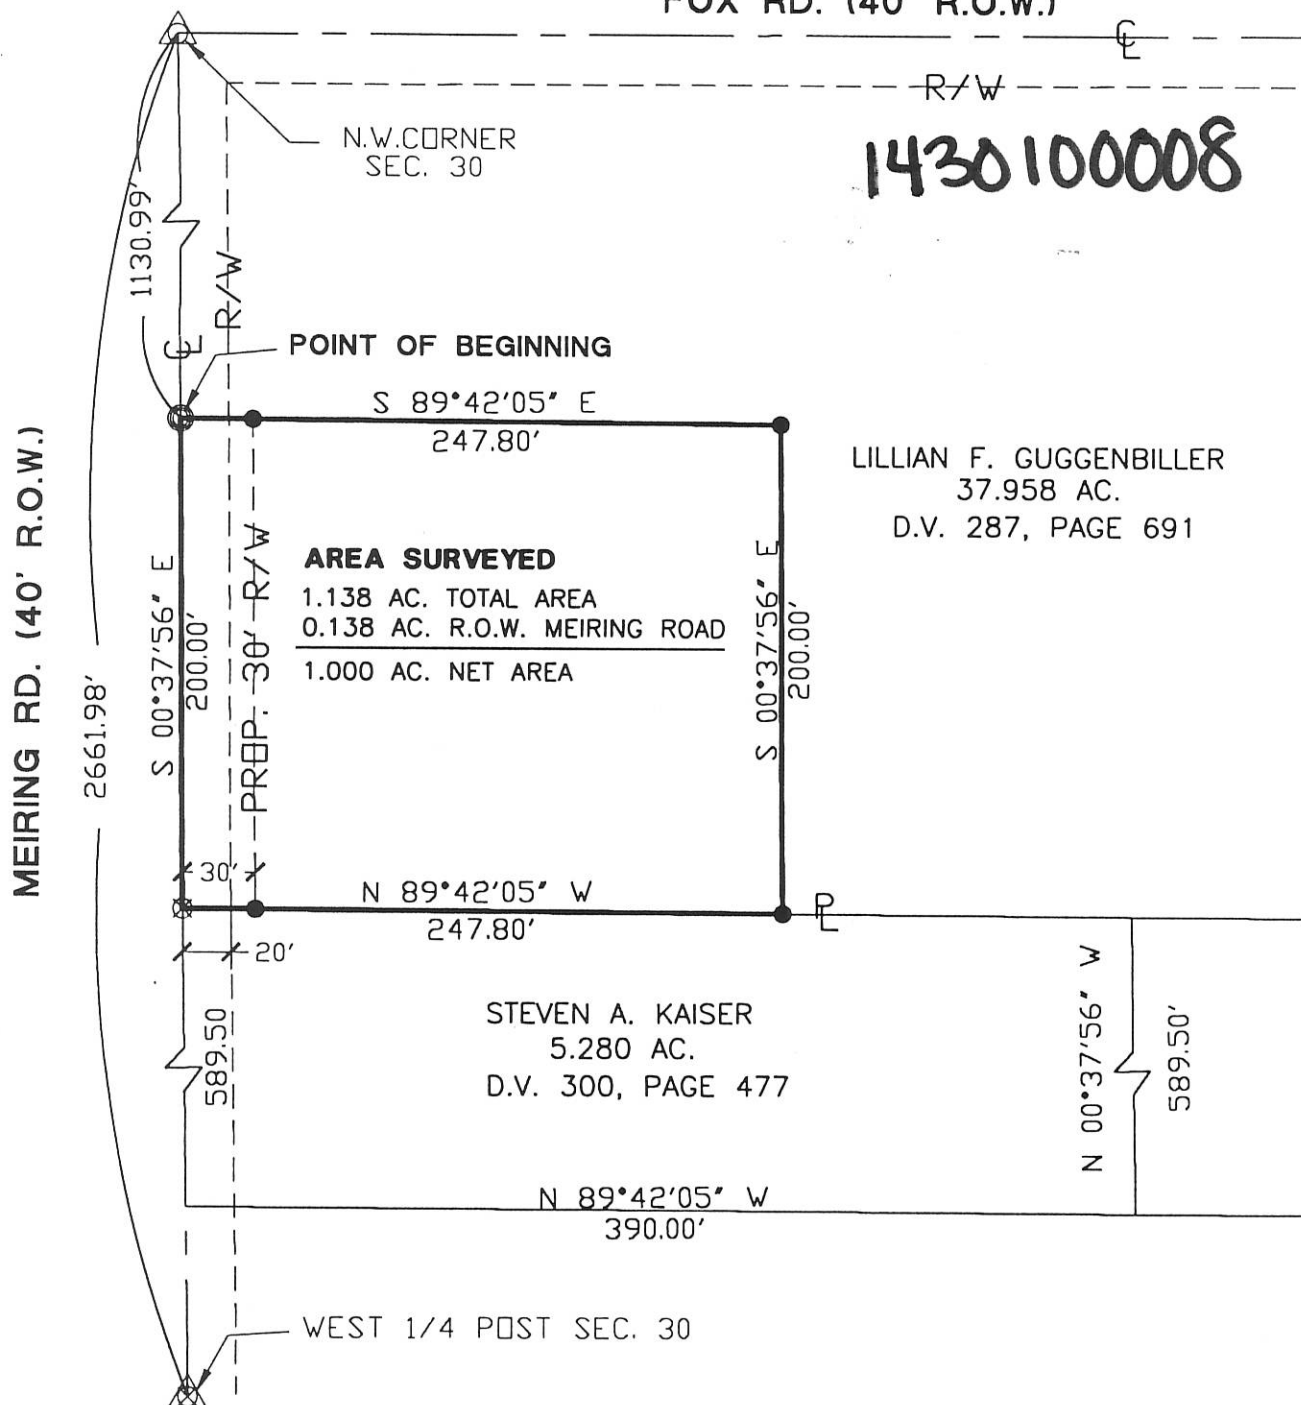 FOX RD. (40' R.O.W.)
C L
R/W
N.W.CORNER
SEC. 30
1430100008
1130.99'
R/W
C L
POINT OF BEGINNING
S 89°42'05" E
247.80'
MEIRING RD. (40' R.O.W.)
2661.98'
LILLIAN F. GUGGENBILLER
37.958 AC.
D.V. 287, PAGE 691
S 00°37'56" E
200.00'
PROP. 30' R/W
AREA SURVEYED
1.138 AC. TOTAL AREA
0.138 AC. R.O.W. MEIRING ROAD
1.000 AC. NET AREA
S 00°37'56" E
200.00'
30'
N 89°42'05" W
247.80'
P L
20'
589.50
STEVEN A. KAISER
5.280 AC.
D.V. 300, PAGE 477
N 00°37'56" W
589.50'
N 89°42'05" W
390.00'
WEST 1/4 POST SEC. 30